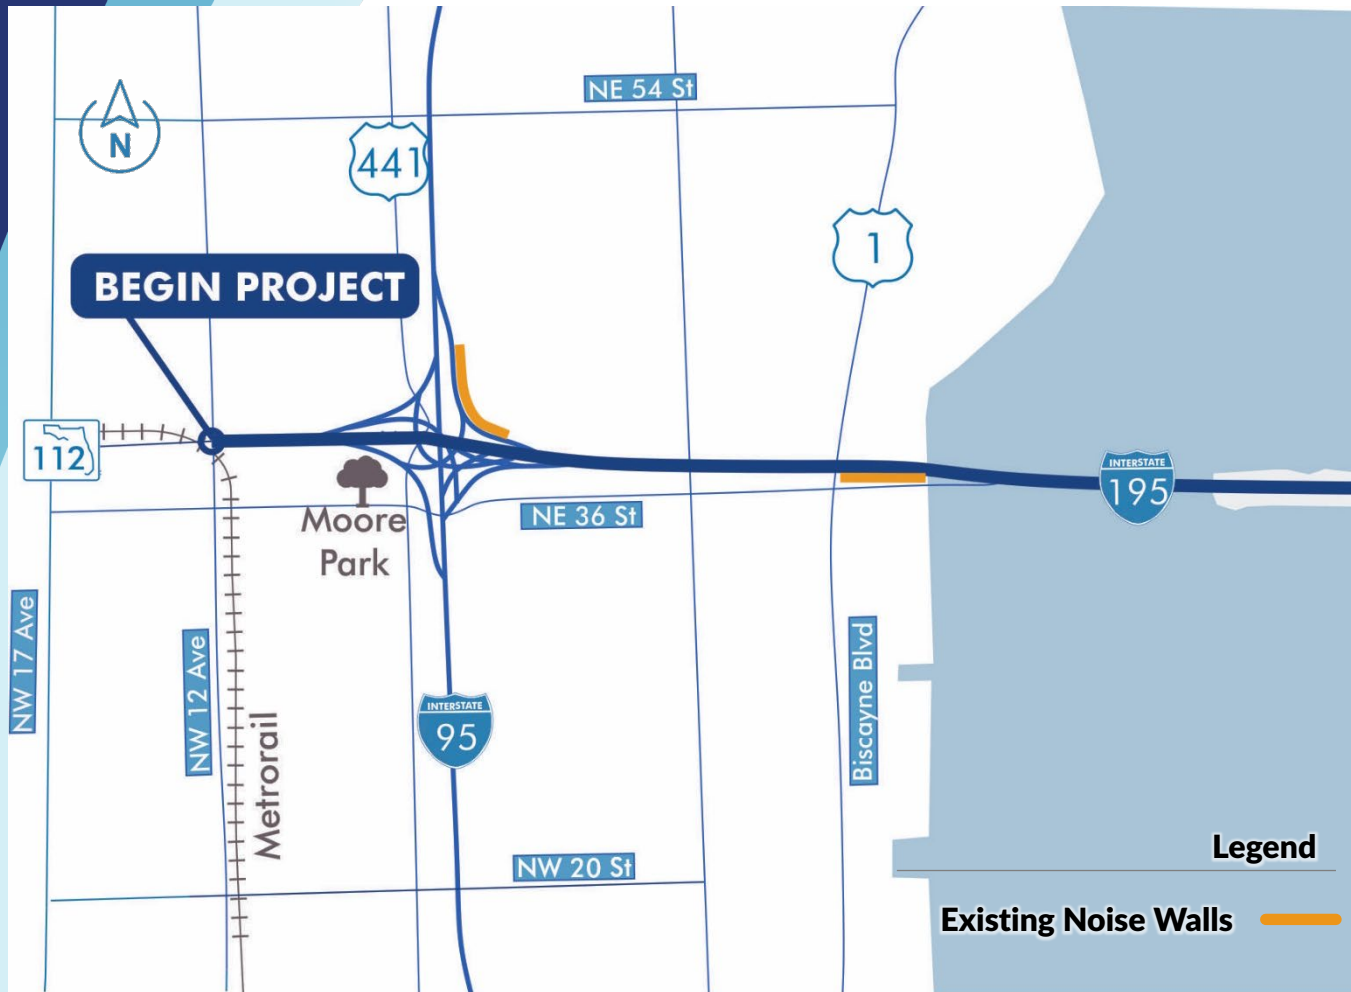 NE 54 St
N
441
1
BEGIN PROJECT
112
INTERSTATE
195
Moore
Park
NE 36 St
NW 17 Ave
NW 12 Ave
Metrorail
INTERSTATE
95
Biscayne Blvd
NW 20 St
Legend
Existing Noise Walls